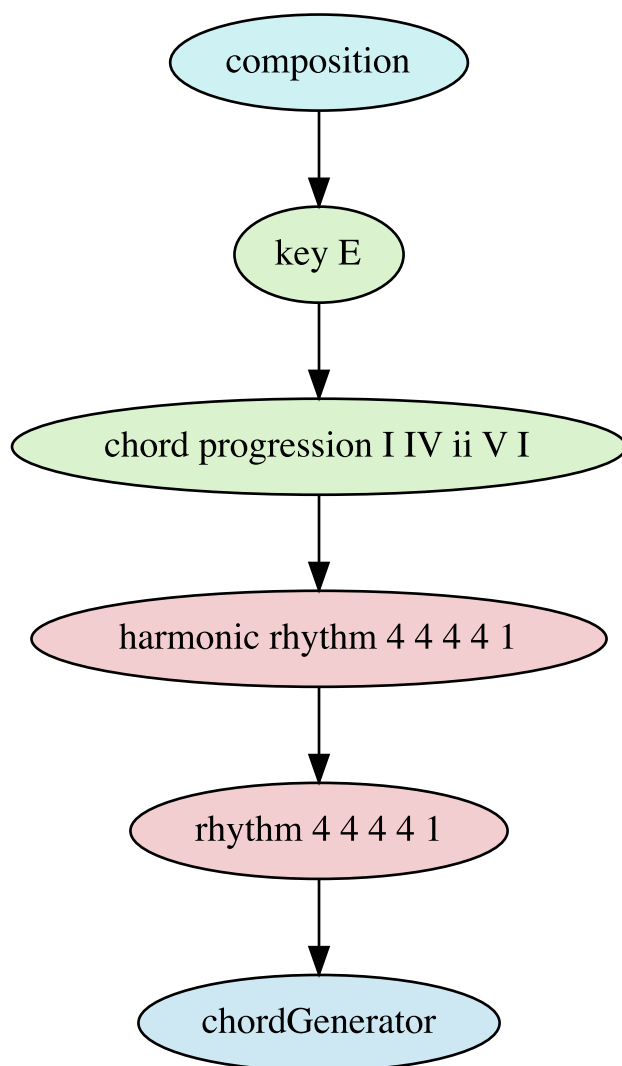 composition
key E
chord progression I IV ii V I
harmonic rhythm 4 4 4 4 1
rhythm 4 4 4 4 1
chordGenerator